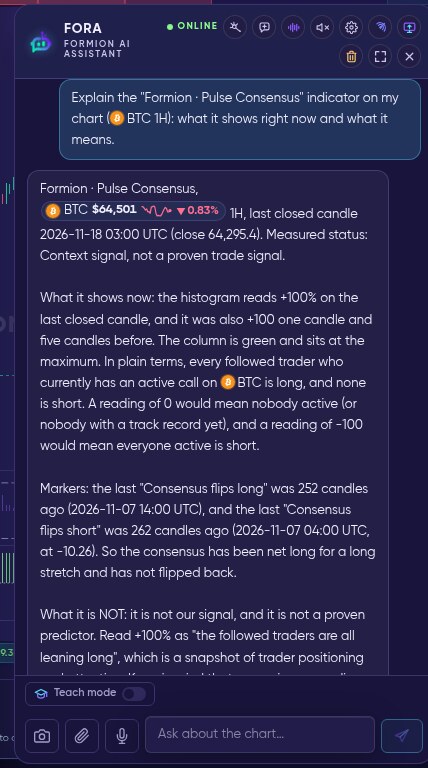 FORA
FORMION AI
ASSISTANT
ONLINE
Explain the "Formion · Pulse Consensus" indicator on my
chart (BTC 1H): what it shows right now and what it
means.
Formion · Pulse Consensus,
BTC $64,501 ▼0.83% 1H, last closed candle
2026-11-18 03:00 UTC (close 64,295.4). Measured status:
Context signal, not a proven trade signal.
What it shows now: the histogram reads +100% on the
last closed candle, and it was also +100 one candle and
five candles before. The column is green and sits at the
maximum. In plain terms, every followed trader who
currently has an active call on BTC is long, and none
is short. A reading of 0 would mean nobody active (or
nobody with a track record yet), and a reading of -100
would mean everyone active is short.
Markers: the last "Consensus flips long" was 252 candles
ago (2026-11-07 14:00 UTC), and the last "Consensus
flips short" was 262 candles ago (2026-11-07 04:00 UTC,
at -10.26). So the consensus has been net long for a long
stretch and has not flipped back.
What it is NOT: it is not our signal, and it is not a proven
predictor. Read +100% as "the followed traders are all
leaning long", which is a snapshot of trader positioning
9.3
Teach mode
Ask about the chart...